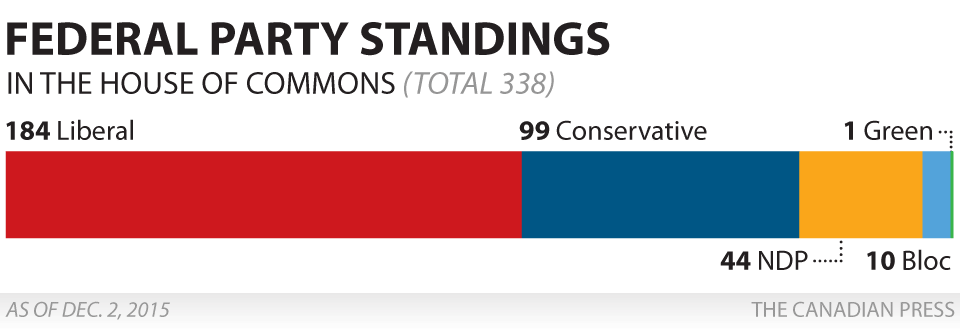 FEDERAL PARTY STANDINGS
IN THE HOUSE OF COMMONS (TOTAL 338)
184 Liberal
99 Conservative
1 Green
44 NDP
10 Bloc
AS OF DEC. 2, 2015
THE CANADIAN PRESS